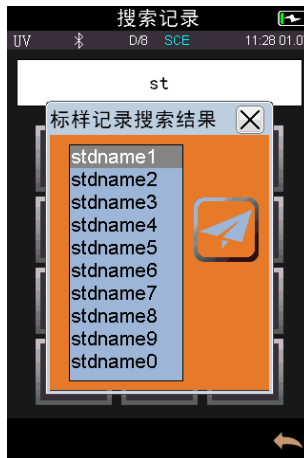 搜索记录
UV D/8 SCE 11:28 01.0
st
标样记录搜索结果
stdname1
stdname2
stdname3
stdname4
stdname5
stdname6
stdname7
stdname8
stdname9
stdname0